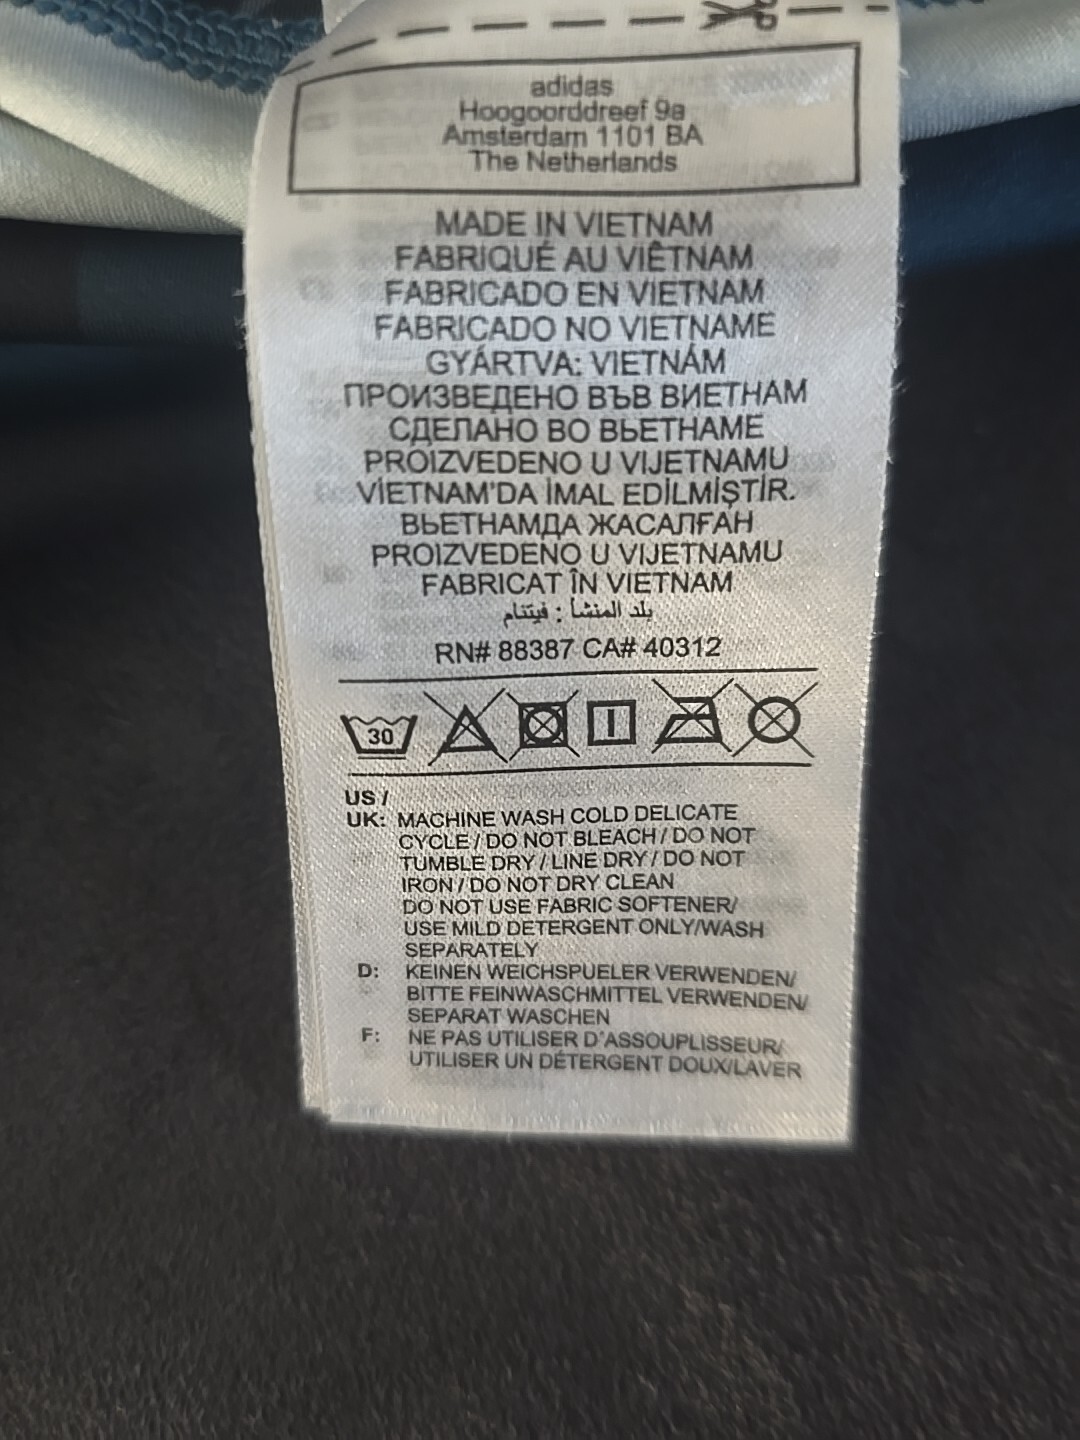 adidas
Hoogoorddreef 9a
Amsterdam 1101 BA
The Netherlands
MADE IN VIETNAM
FABRIQUÉ AU VIÊTNAM
FABRICADO EN VIETNAM
FABRICADO NO VIETNAME
GYÁRTVA: VIETNÁM
ПРОИЗВЕДЕНО ВЪВ ВИЕТНАМ
СДЕЛАНО ВО ВЬЕТНАМЕ
PROIZVEDENO U VIJETNAMU
VİETNAM'DA İMAL EDİLMİŞTİR.
ВЬЕТНАМДА ЖАСАЛҒАН
PROIZVEDENO U VIJETNAMU
FABRICAT ÎN VIETNAM
بلد المنشأ : فيتنام
RN# 88387 CA# 40312
30
US /
UK: MACHINE WASH COLD DELICATE
CYCLE / DO NOT BLEACH / DO NOT
TUMBLE DRY / LINE DRY / DO NOT
IRON / DO NOT DRY CLEAN
DO NOT USE FABRIC SOFTENER/
USE MILD DETERGENT ONLY/WASH
SEPARATELY
D: KEINEN WEICHSPUELER VERWENDEN/
BITTE FEINWASCHMITTEL VERWENDEN/
SEPARAT WASCHEN
F: NE PAS UTILISER D'ASSOUPLISSEUR/
UTILISER UN DÉTERGENT DOUX/LAVER